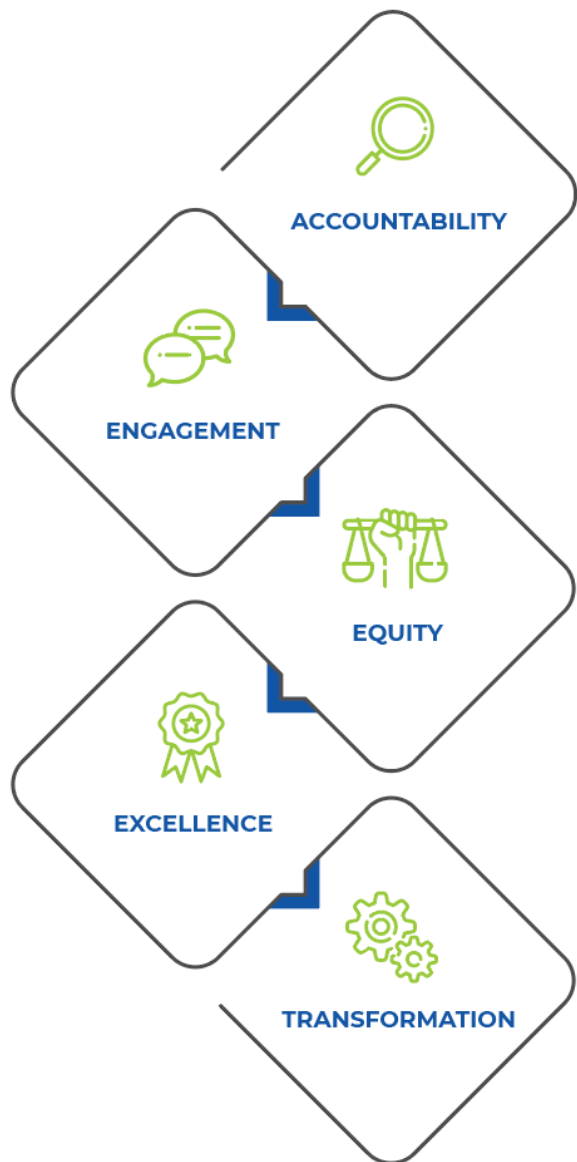 ACCOUNTABILITY
ENGAGEMENT
EQUITY
EXCELLENCE
TRANSFORMATION